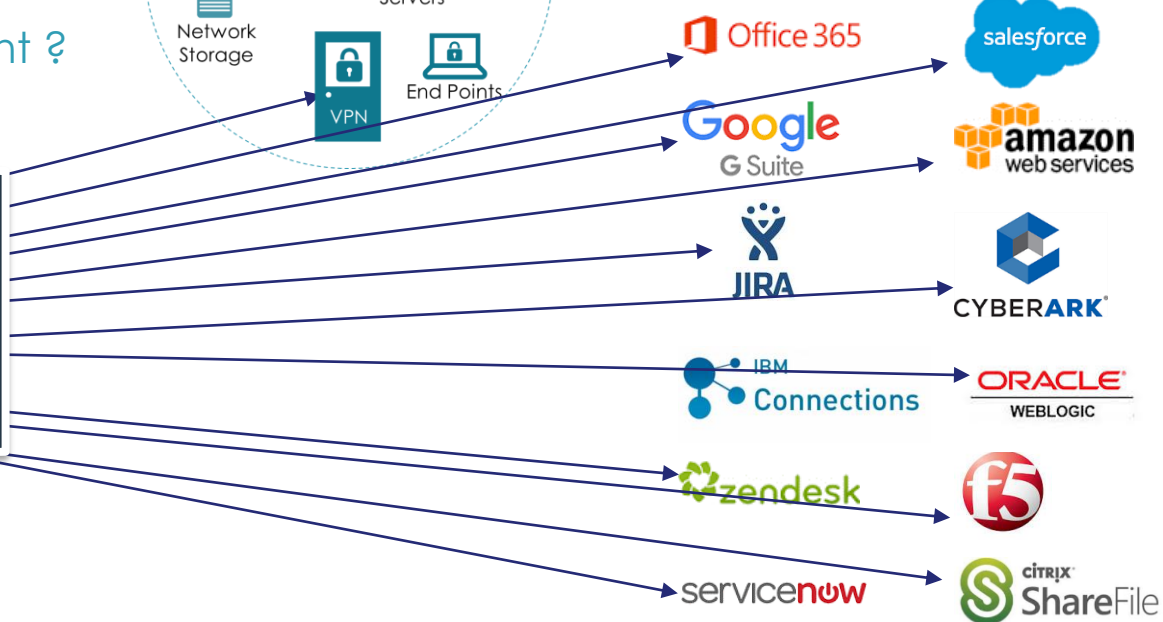 Servers
nt ?
Network
Storage
End Points
VPN
Office 365
salesforce
Google
G Suite
amazon
web services
JIRA
CYBERARK
IBM
Connections
ORACLE
WEBLOGIC
zendesk
f5
servicenow
CITRIX
ShareFile